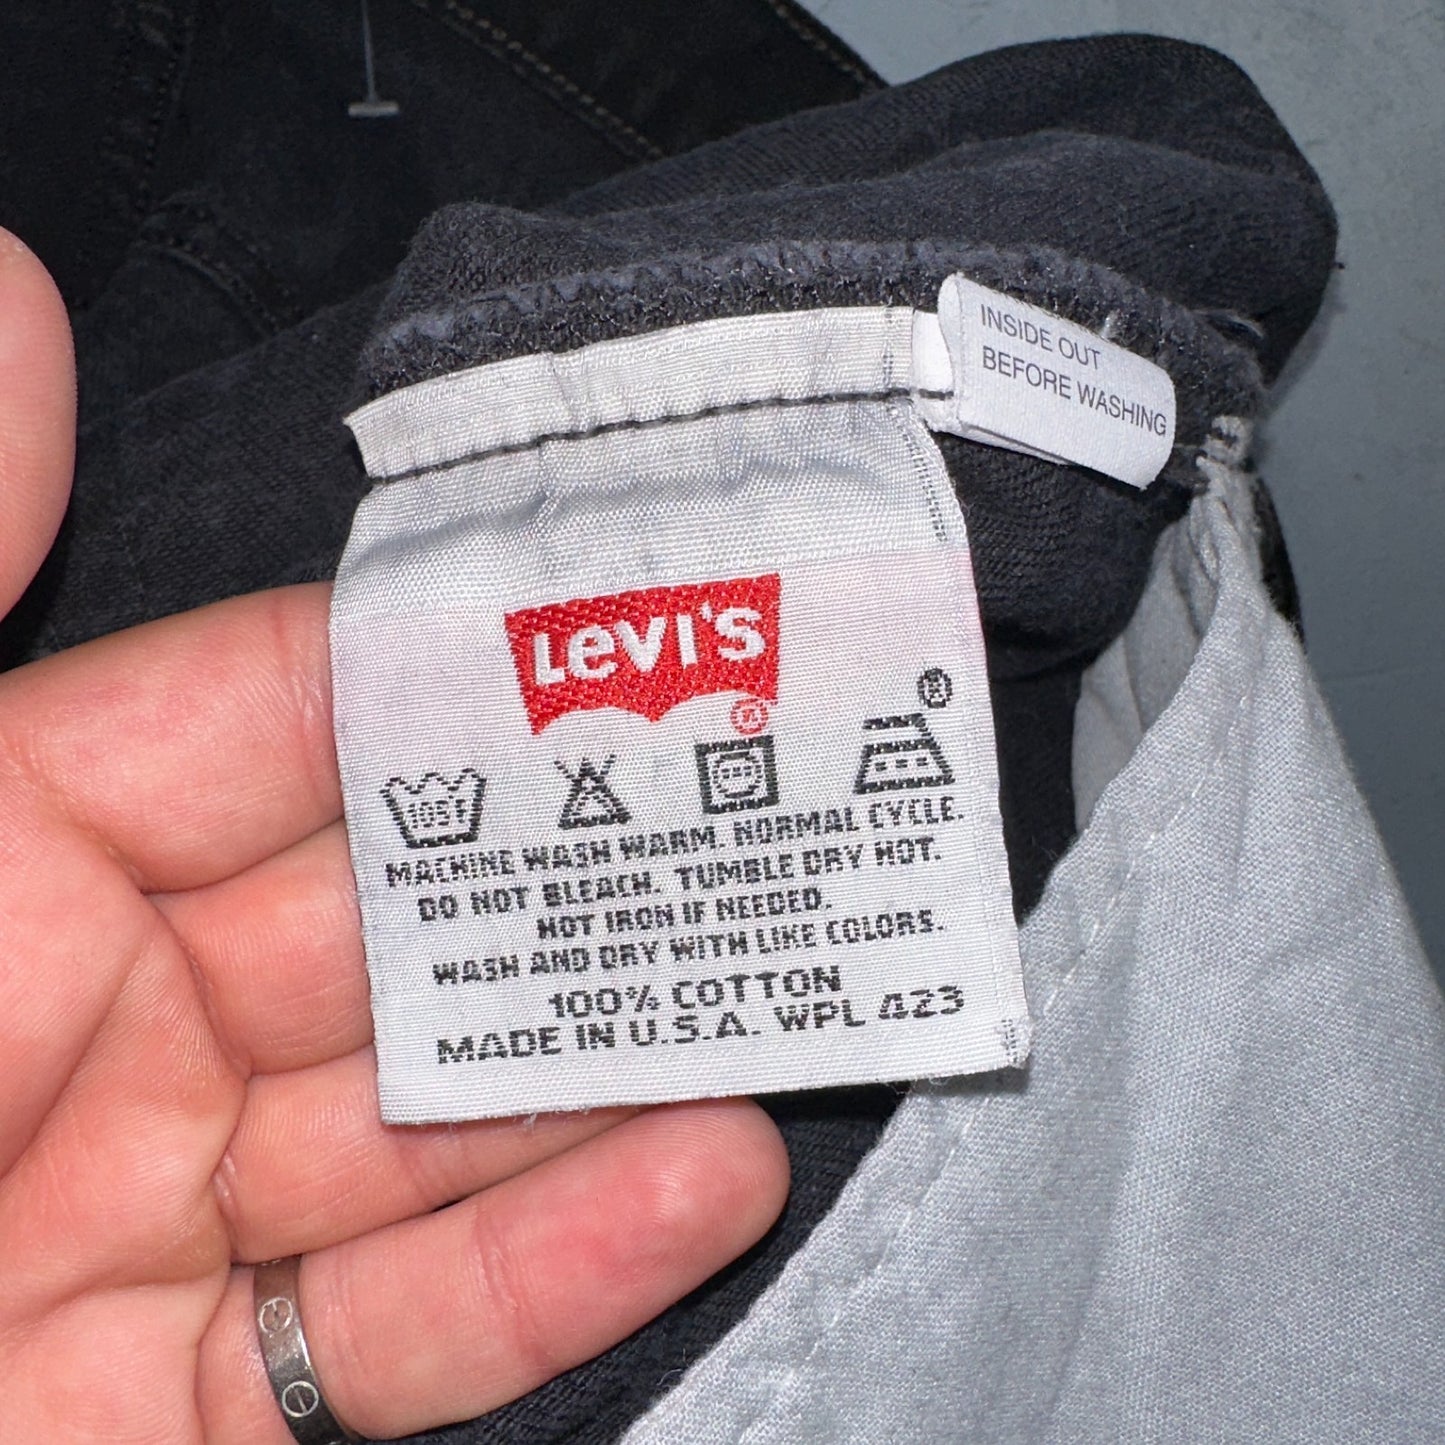 INSIDE OUT
BEFORE WASHING
Levi's
®
®
105°F
MACHINE WASH WARM. NORMAL CYCLE.
DO NOT BLEACH. TUMBLE DRY HOT.
HOT IRON IF NEEDED.
WASH AND DRY WITH LIKE COLORS.
100% COTTON
MADE IN U.S.A. WPL 423